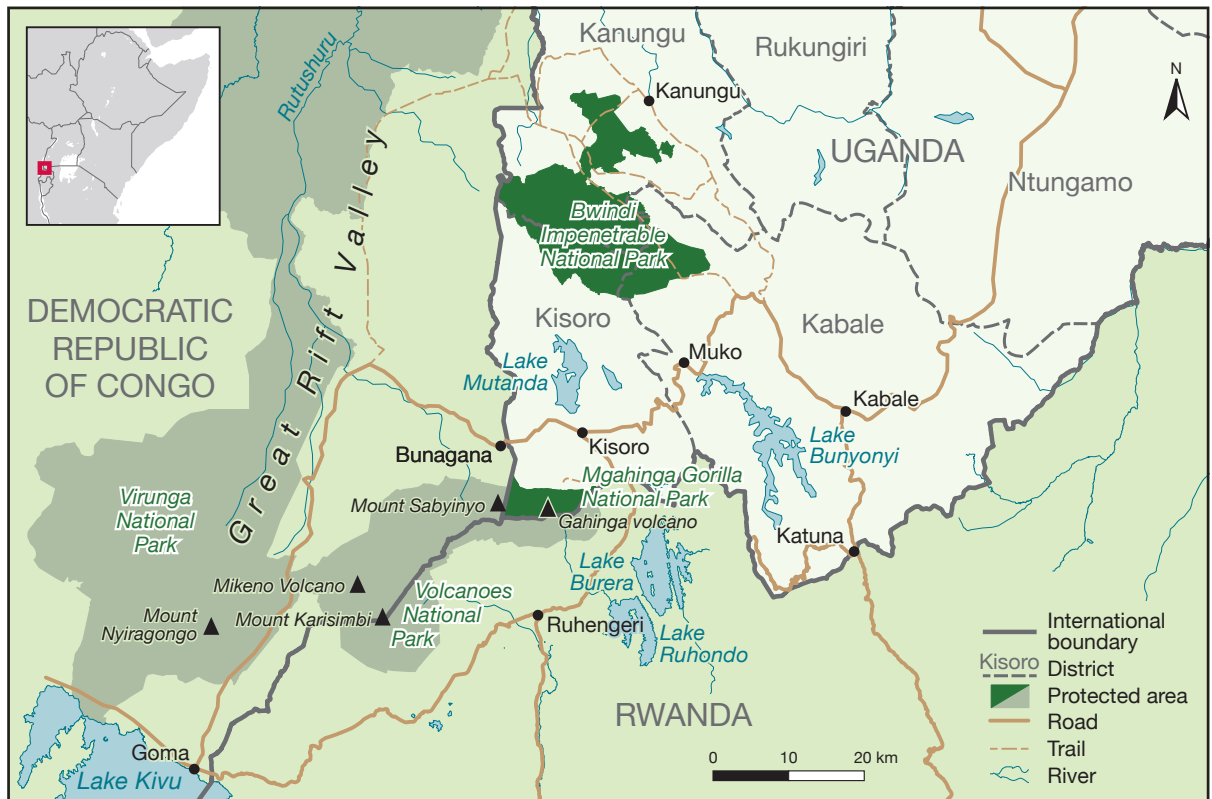 Kanungu
Rukungiri
N
Rutushuru
Kanungu
UGANDA
Ntungamo
Great Rift Valley
Bwindi
Impenetrable
National Park
DEMOCRATIC
REPUBLIC
OF CONGO
Kisoro
Kabale
Lake
Mutanda
Muko
Kabale
Lake
Bunyonyi
Bunagana
Kisoro
Mgahinga Gorilla
National Park
Virunga
National
Park
Mount Sabyinyo
Gahinga volcano
Katuna
Lake
Burera
Mikeno Volcano
Volcanoes
National
Park
Mount
Nyiragongo
Mount Karisimbi
Ruhengeri
Lake
Ruhondo
RWANDA
Goma
Lake Kivu
0 10 20 km
International
boundary
Kisoro District
Protected area
Road
Trail
River